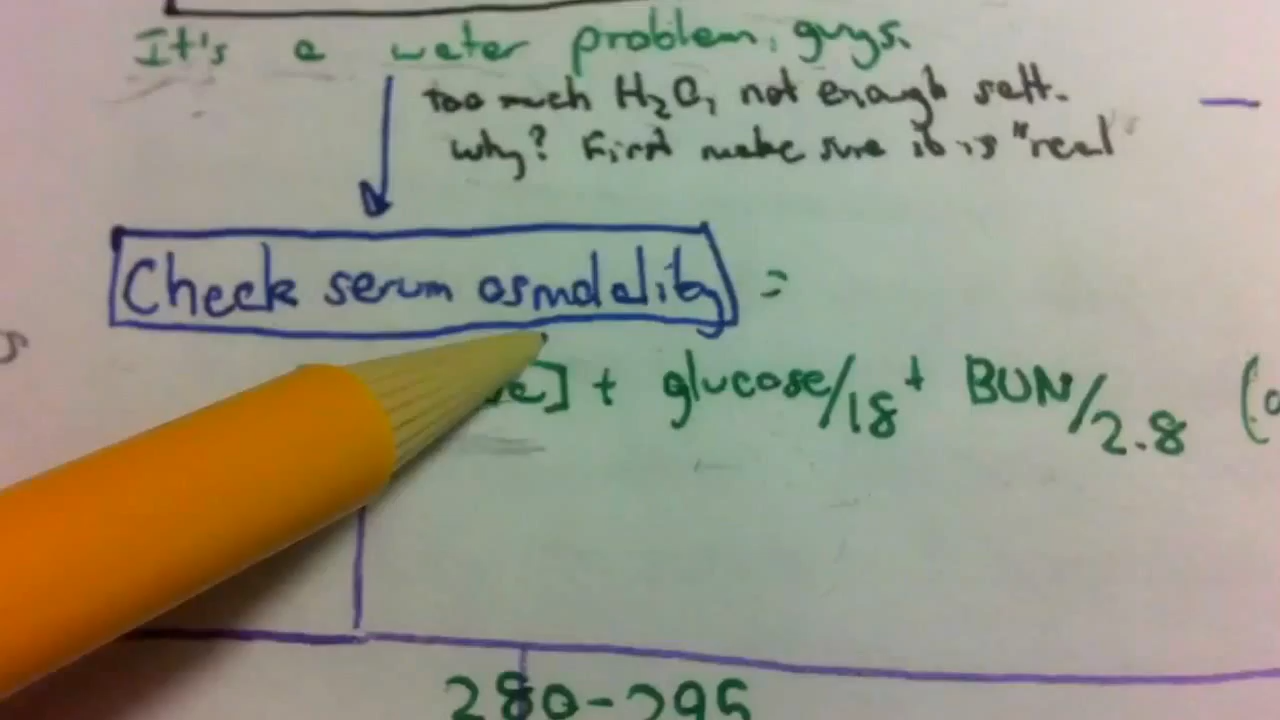 It's a water problem, guys.
too much H₂O, not enough salt.
why? First make sure it is "real"
Check serum osmolality =
] + glucose/18 + BUN/2.8 (
280-295